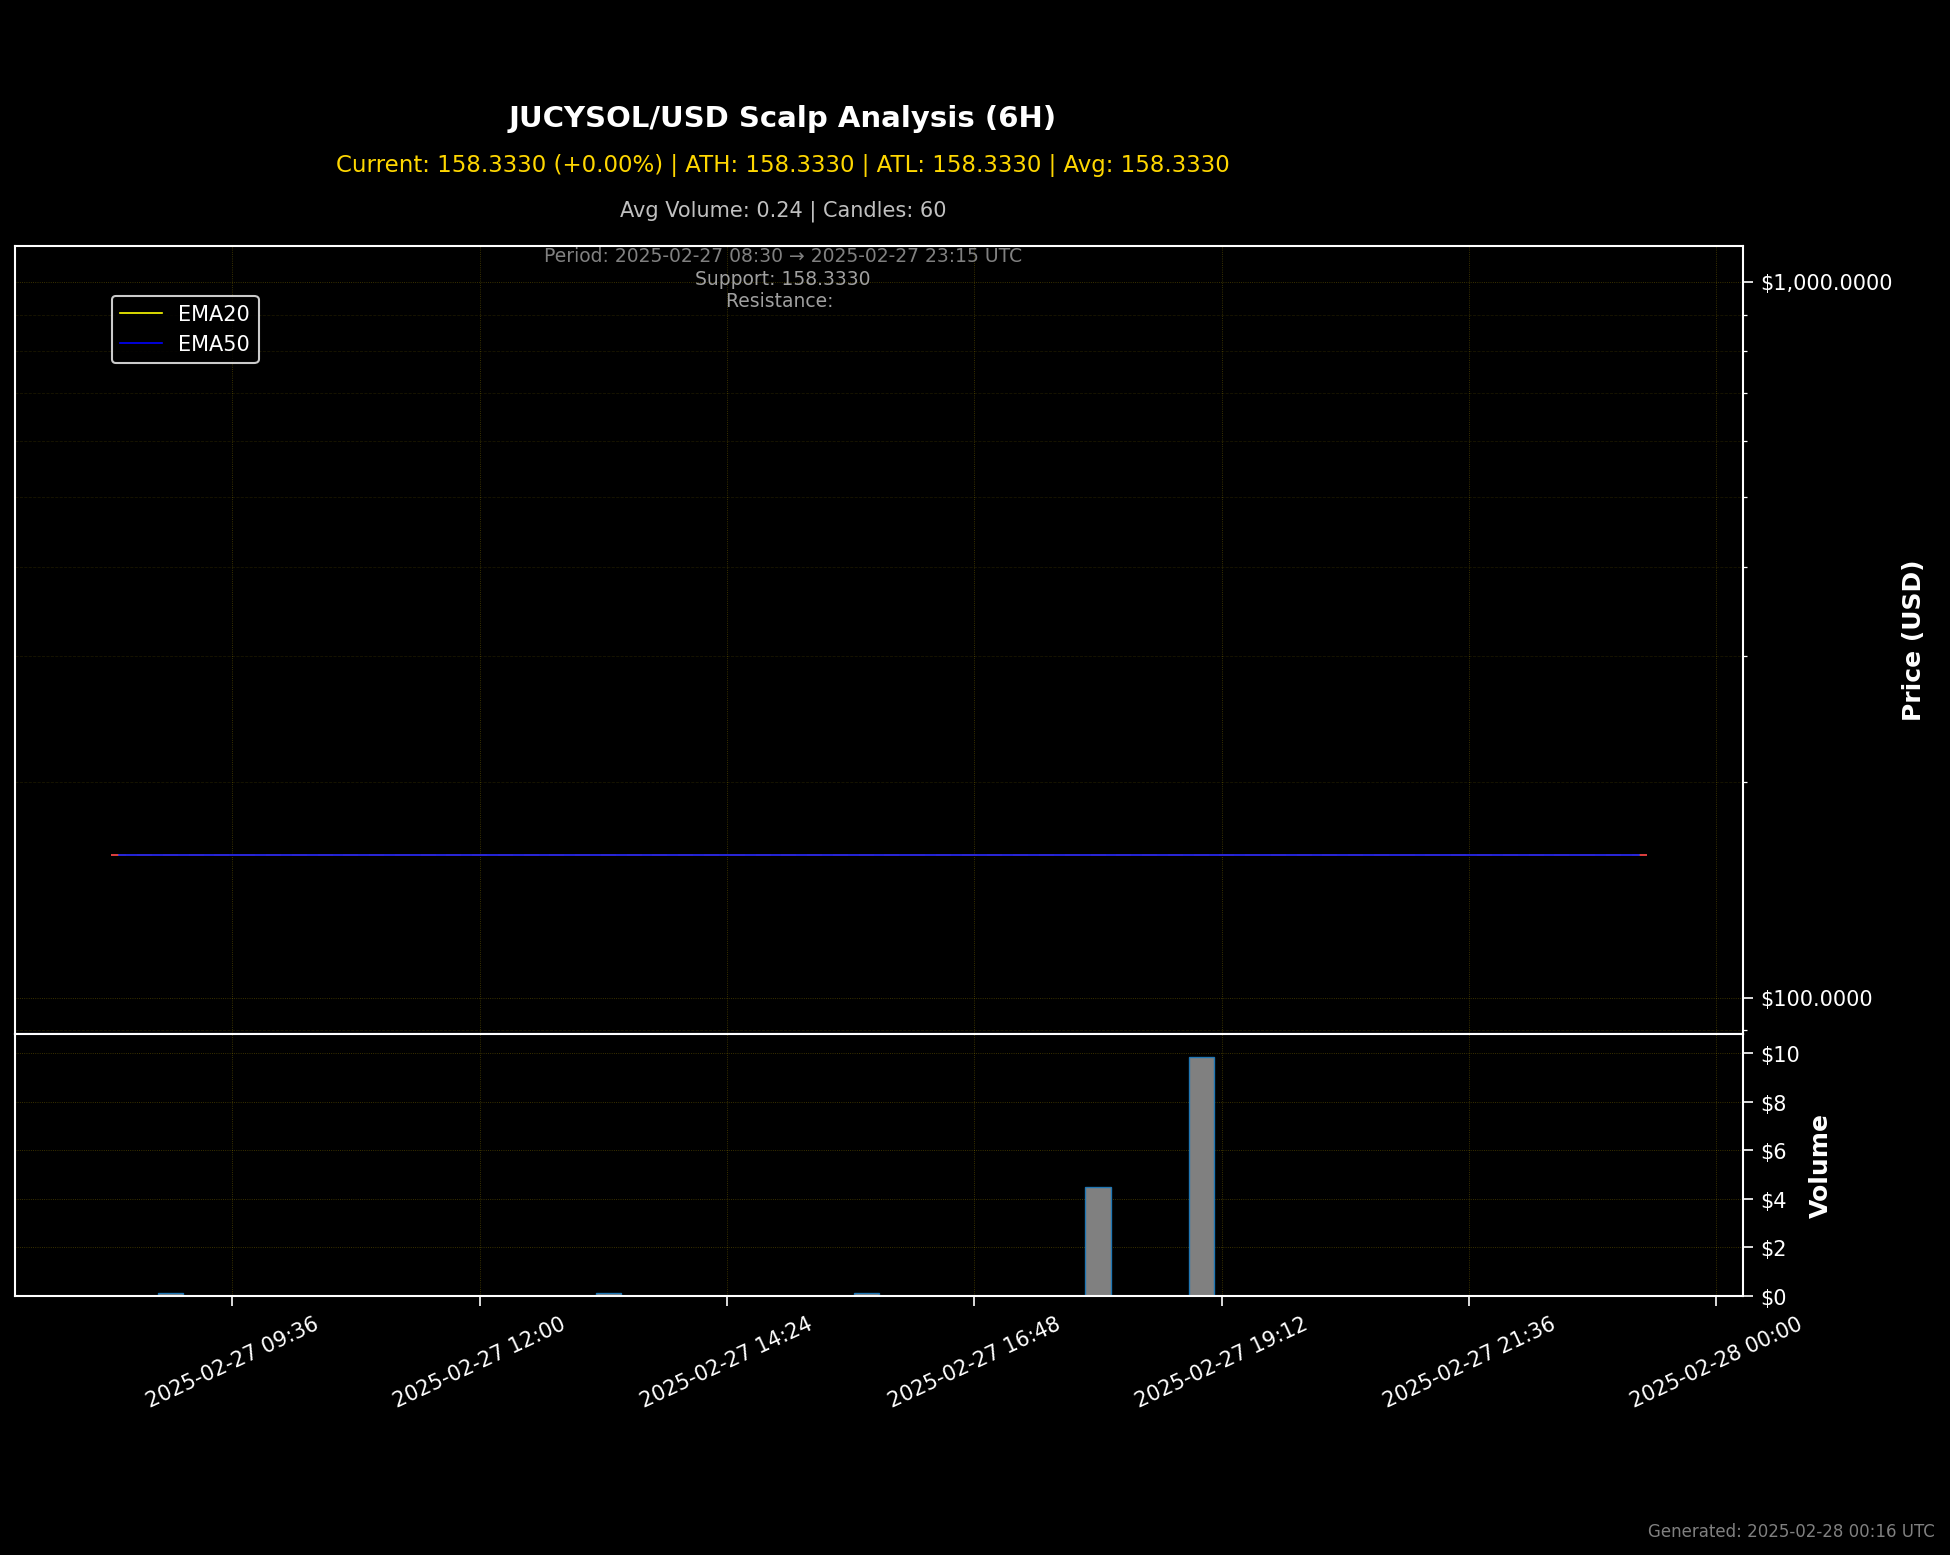 JUCYSOL/USD Scalp Analysis (6H)
Current: 158.3330 (+0.00%) | ATH: 158.3330 | ATL: 158.3330 | Avg: 158.3330
Avg Volume: 0.24 | Candles: 60
Period: 2025-02-27 08:30 → 2025-02-27 23:15 UTC
Support: 158.3330
Resistance:
EMA20
EMA50
$1,000.0000
Price (USD)
$100.0000
$10
$8
$6
$4
$2
$0
Volume
2025-02-27 09:36
2025-02-27 12:00
2025-02-27 14:24
2025-02-27 16:48
2025-02-27 19:12
2025-02-27 21:36
2025-02-28 00:00
Generated: 2025-02-28 00:16 UTC